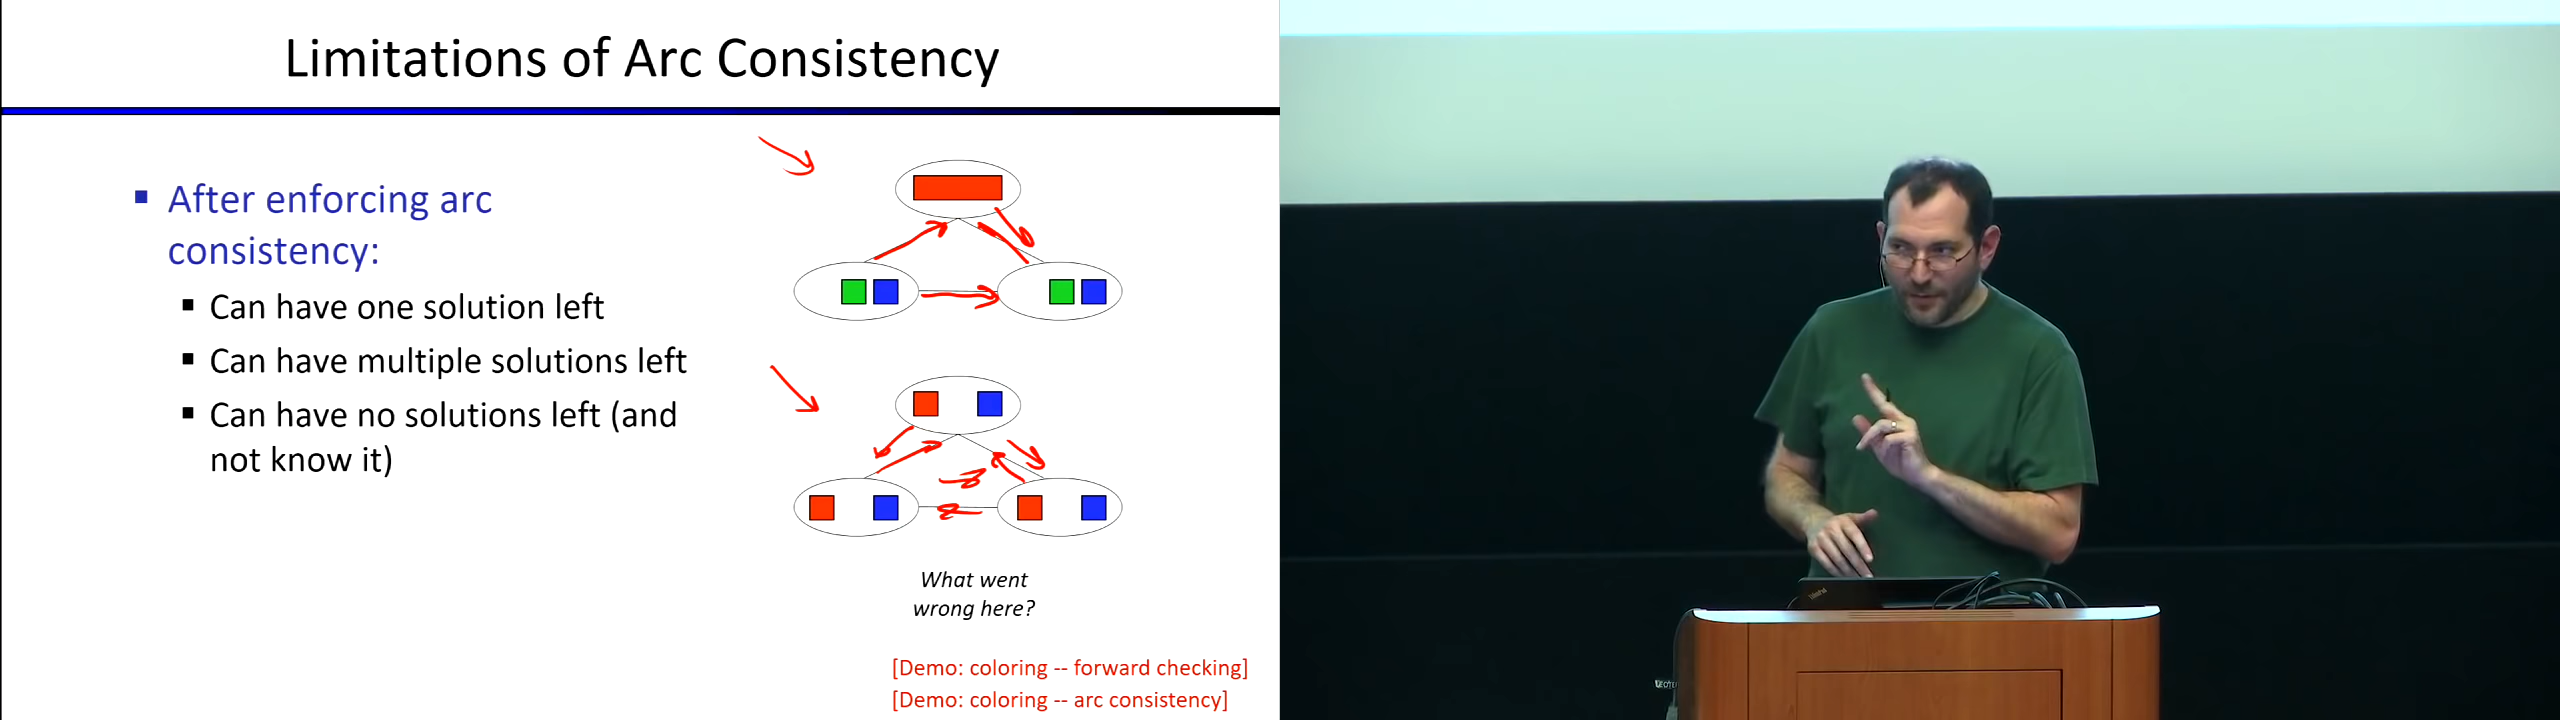 Limitations of Arc Consistency
▪ After enforcing arc
consistency:
▪ Can have one solution left
▪ Can have multiple solutions left
▪ Can have no solutions left (and
not know it)
What went
wrong here?
[Demo: coloring -- forward checking]
[Demo: coloring -- arc consistency]